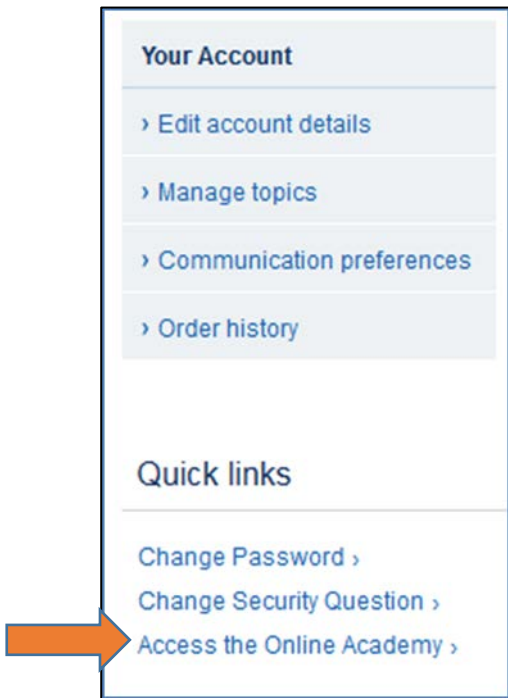 Your Account
› Edit account details
› Manage topics
› Communication preferences
› Order history
Quick links
Change Password ›
Change Security Question ›
Access the Online Academy ›